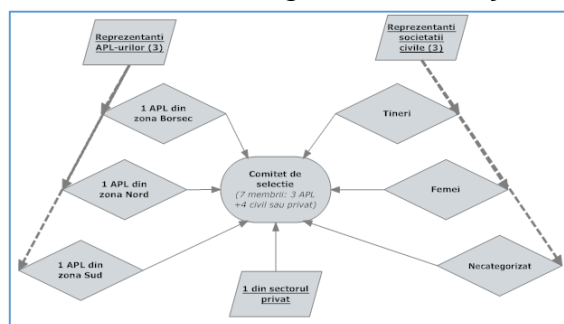 Reprezentanti
APL-urilor (3)
Reprezentanti
societatii
civile (3)
1 APL din
zona Borsec
Tineri
1 APL din
zona Nord
Comitet de
selectie
(7 membrii: 3 APL
+4 civil sau privat)
Femei
1 APL din
zona Sud
1 din sectorul
privat
Necategorizat